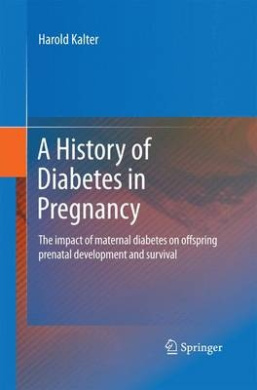 Harold Kalter
A History of
Diabetes in
Pregnancy
The impact of maternal diabetes on offspring
prenatal development and survival
Springer